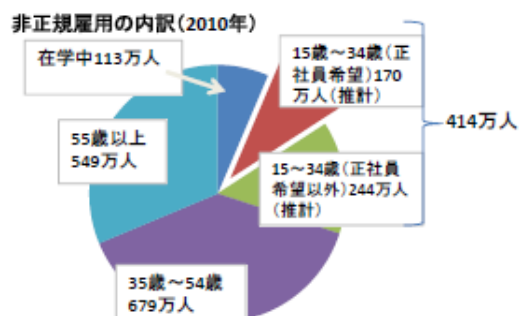 非正規雇用の内訳（2010年）
在学中113万人
15歳～34歳（正
社員希望）170
万人（推計）
414万人
55歳以上
549万人
15～34歳（正社員
希望以外）244万人
（推計）
35歳～54歳
679万人